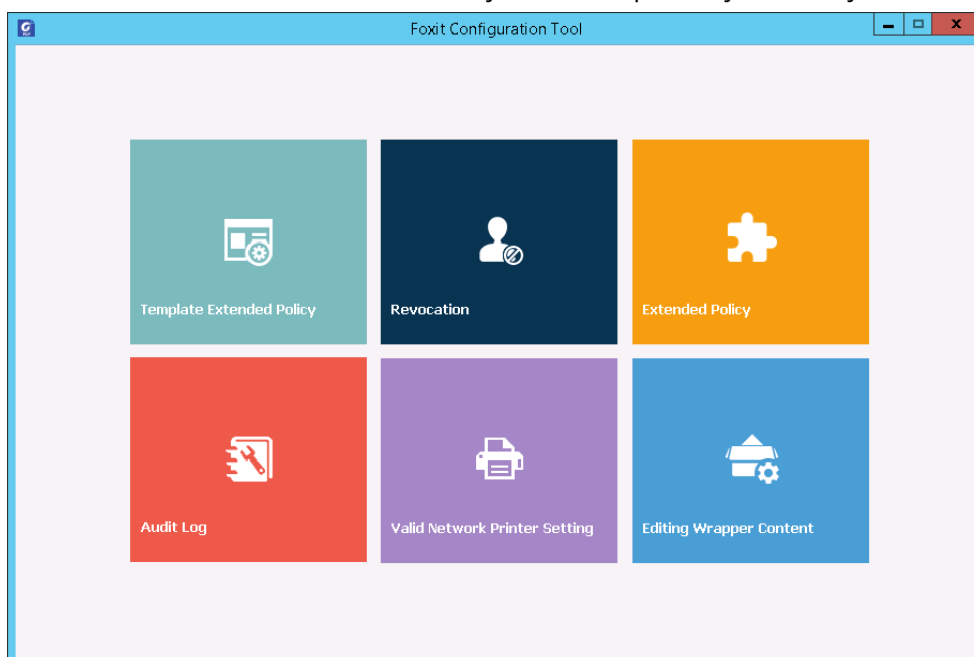 Foxit Configuration Tool
Template Extended Policy
Revocation
Extended Policy
Audit Log
Valid Network Printer Setting
Editing Wrapper Content